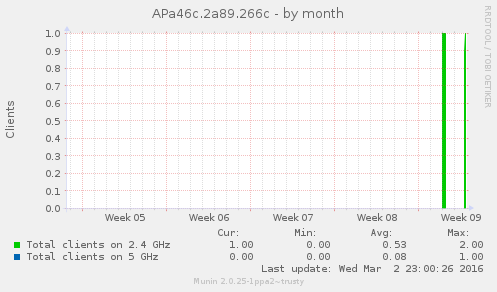 APa46c.2a89.266c - by month
RRDTOOL / TOBI OETIKER
Clients
1.0
0.9
0.8
0.7
0.6
0.5
0.4
0.3
0.2
0.1
0.0
Week 05 Week 06 Week 07 Week 08 Week 09
Cur: Min: Avg: Max:
Total clients on 2.4 GHz 1.00 0.00 0.53 2.00
Total clients on 5 GHz 0.00 0.00 0.08 1.00
Last update: Wed Mar 2 23:00:26 2016
Munin 2.0.25-1ppa2~trusty